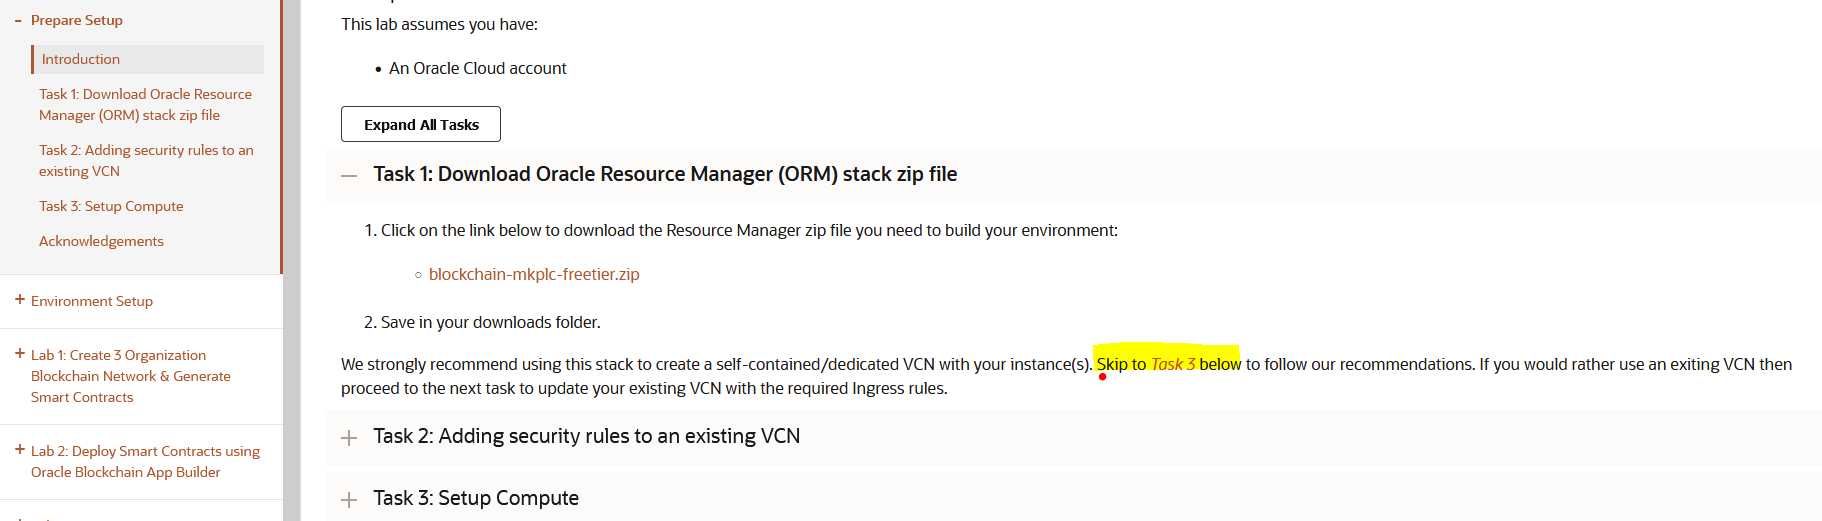 − Prepare Setup
Introduction
Task 1: Download Oracle Resource
Manager (ORM) stack zip file
Task 2: Adding security rules to an
existing VCN
Task 3: Setup Compute
Acknowledgements
+ Environment Setup
+ Lab 1: Create 3 Organization
Blockchain Network & Generate
Smart Contracts
+ Lab 2: Deploy Smart Contracts using
Oracle Blockchain App Builder
This lab assumes you have:
• An Oracle Cloud account
Expand All Tasks
− Task 1: Download Oracle Resource Manager (ORM) stack zip file
1. Click on the link below to download the Resource Manager zip file you need to build your environment:
○ blockchain-mkplc-freetier.zip
2. Save in your downloads folder.
We strongly recommend using this stack to create a self-contained/dedicated VCN with your instance(s). Skip to Task 3 below to follow our recommendations. If you would rather use an exiting VCN then
proceed to the next task to update your existing VCN with the required Ingress rules.
+ Task 2: Adding security rules to an existing VCN
+ Task 3: Setup Compute